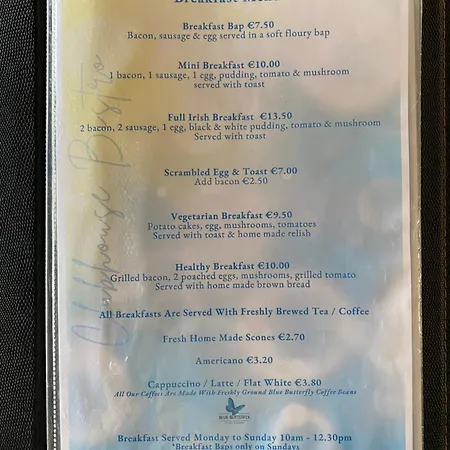 Breakfast Menu
Breakfast Bap €7.50
Bacon, sausage & egg served in a soft floury bap
Mini Breakfast €10.00
1 bacon, 1 sausage, 1 egg, pudding, tomato & mushroom
served with toast
Full Irish Breakfast €13.50
2 bacon, 2 sausage, 1 egg, black & white pudding, tomato & mushroom
Served with toast
Scrambled Egg & Toast €7.00
Add bacon €2.50
Vegetarian Breakfast €9.50
Potato cakes, egg, mushrooms, tomatoes
Served with toast & home made relish
Healthy Breakfast €10.00
Grilled bacon, 2 poached eggs, mushrooms, grilled tomato
Served with home made brown bread
All Breakfasts Are Served With Freshly Brewed Tea / Coffee
Fresh Home Made Scones €2.70
Americano €3.20
Cappuccino / Latte / Flat White €3.80
All Our Coffees Are Made With Freshly Ground Blue Butterfly Coffee Beans
BLUE BUTTERFLY
Breakfast Served Monday to Sunday 10am - 12.30pm
*Breakfast Baps only on Sundays
Clubhouse Bistro